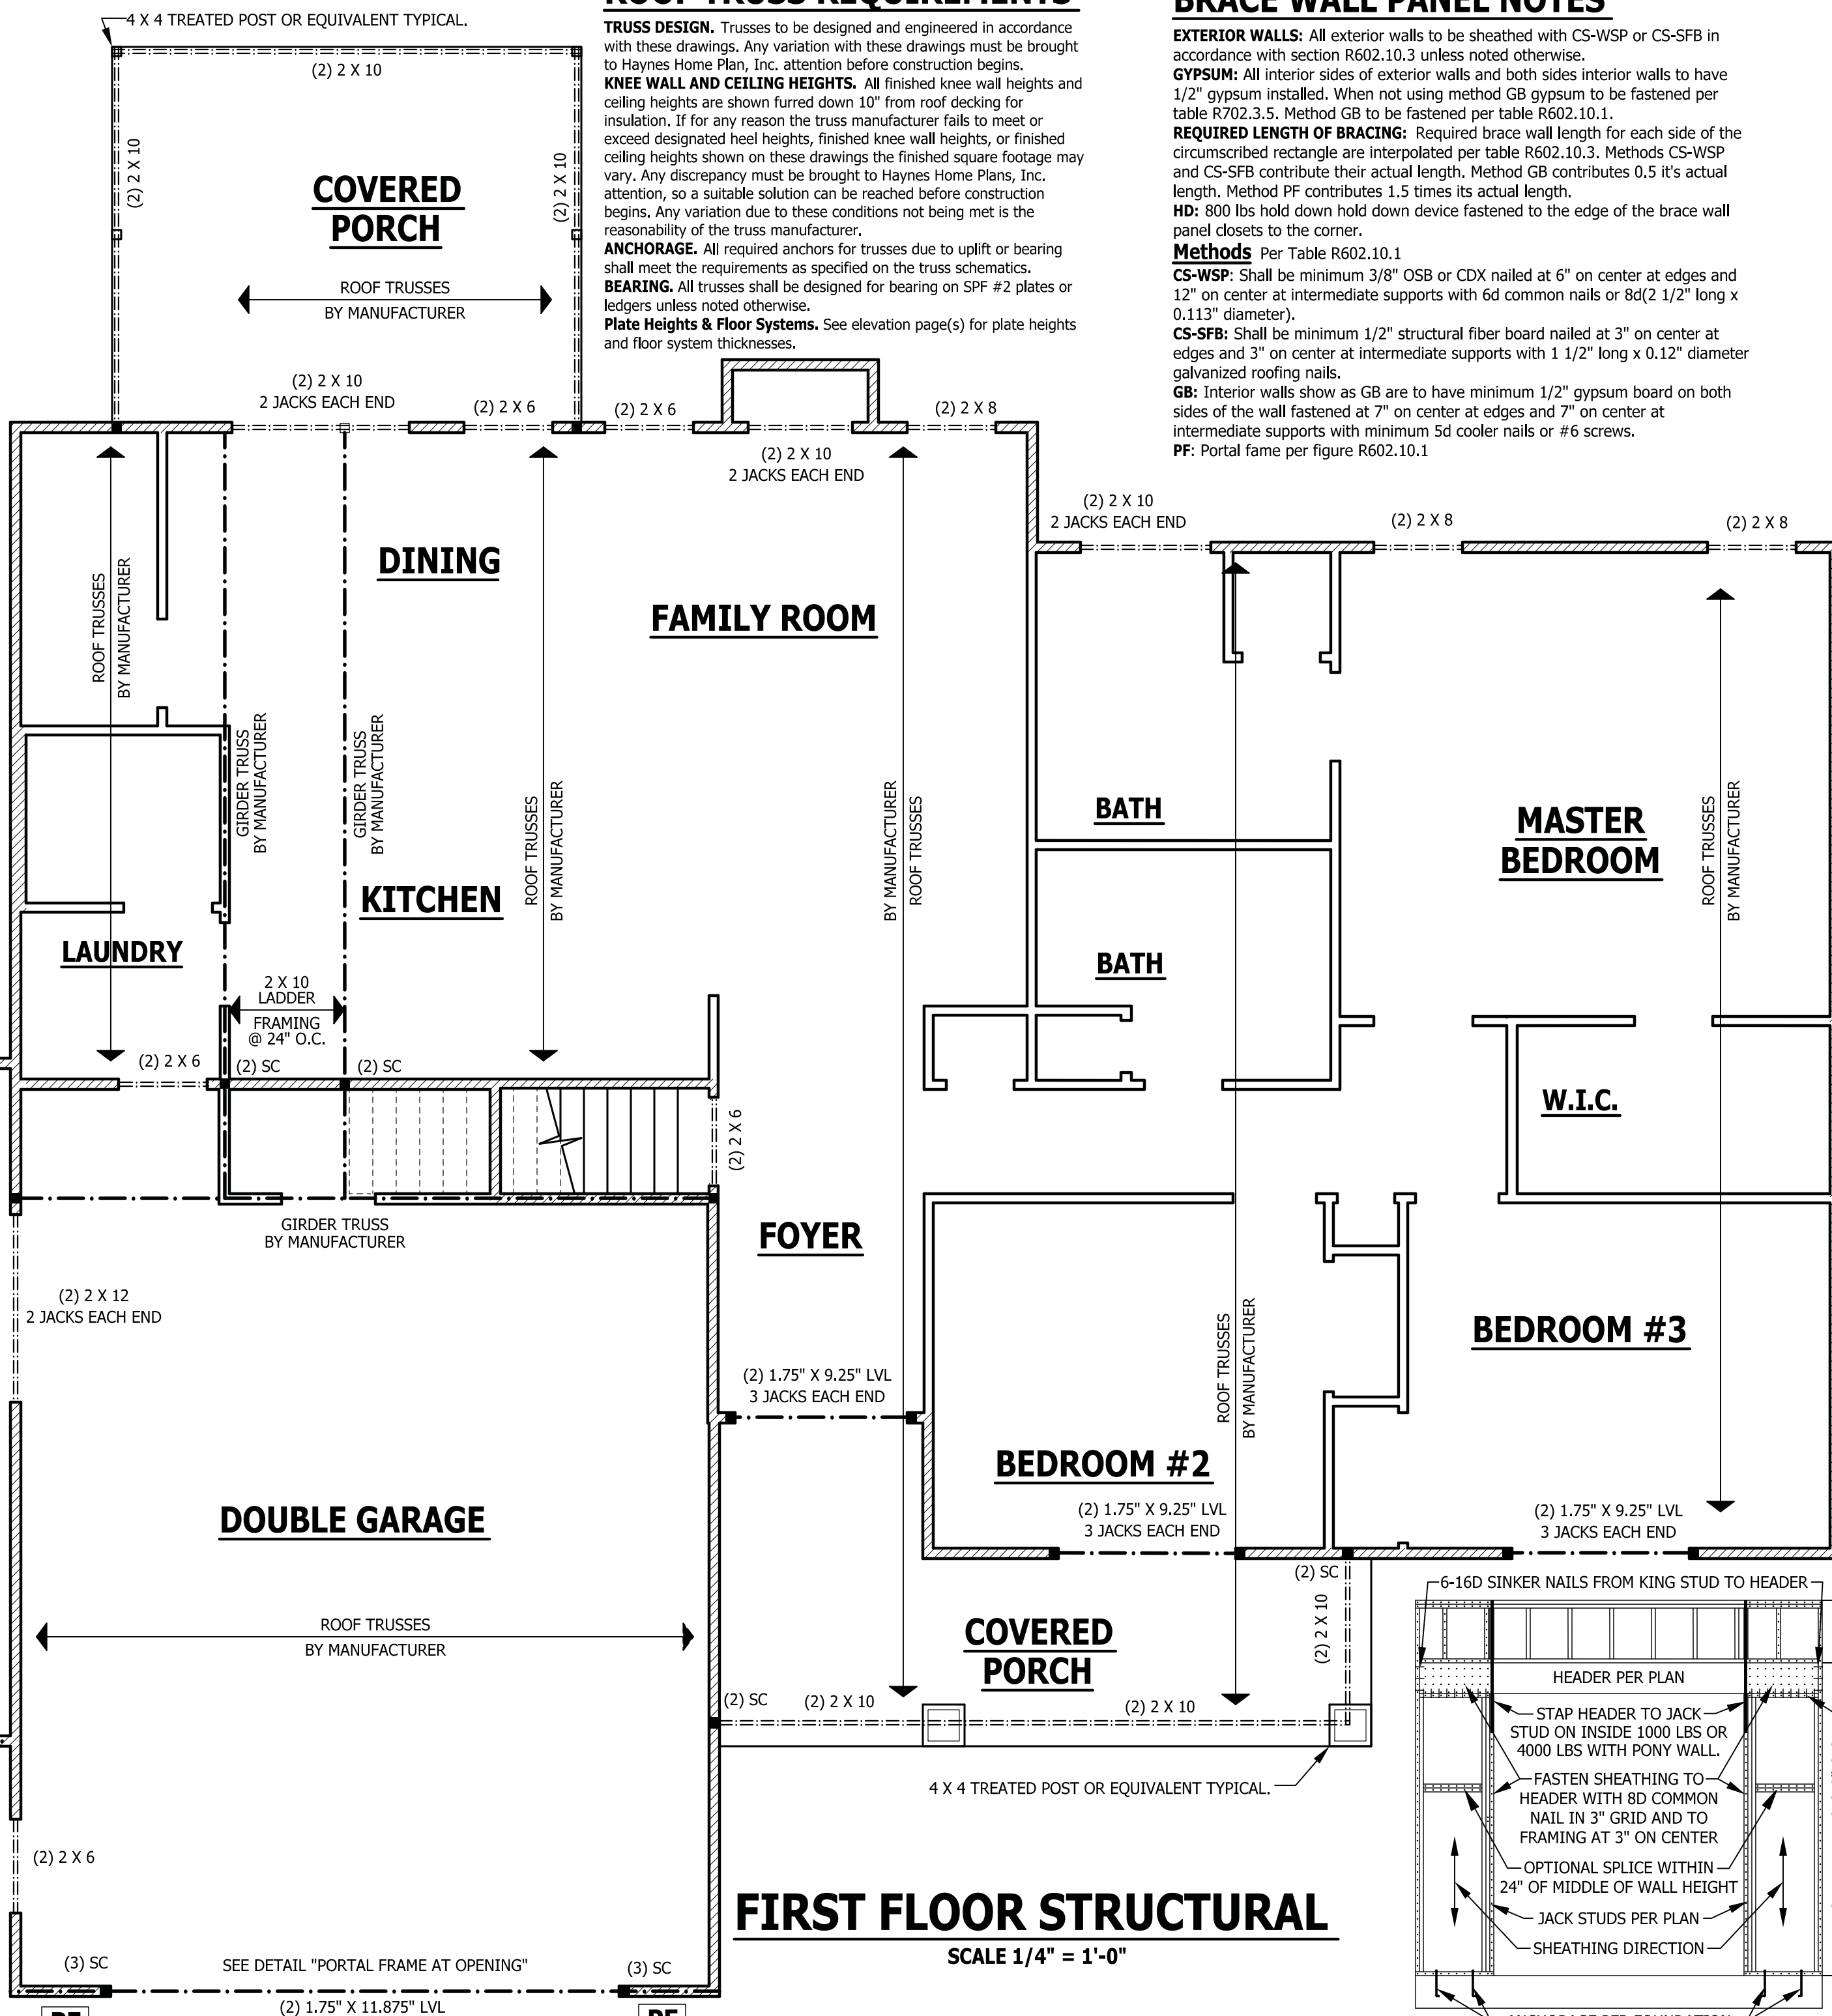 4 X 4 TREATED POST OR EQUIVALENT TYPICAL.
(2) 2 X 10
(2) 2 X 10
(2) 2 X 10
COVERED
PORCH
ROOF TRUSSES
BY MANUFACTURER
ROOF TRUSS REQUIREMENTS
TRUSS DESIGN. Trusses to be designed and engineered in accordance
with these drawings. Any variation with these drawings must be brought
to Haynes Home Plan, Inc. attention before construction begins.
KNEE WALL AND CEILING HEIGHTS. All finished knee wall heights and
ceiling heights are shown furred down 10" from roof decking for
insulation. If for any reason the truss manufacturer fails to meet or
exceed designated heel heights, finished knee wall heights, or finished
ceiling heights shown on these drawings the finished square footage may
vary. Any discrepancy must be brought to Haynes Home Plans, Inc.
attention, so a suitable solution can be reached before construction
begins. Any variation due to these conditions not being met is the
reasonability of the truss manufacturer.
ANCHORAGE. All required anchors for trusses due to uplift or bearing
shall meet the requirements as specified on the truss schematics.
BEARING. All trusses shall be designed for bearing on SPF #2 plates or
ledgers unless noted otherwise.
Plate Heights & Floor Systems. See elevation page(s) for plate heights
and floor system thicknesses.
BRACE WALL PANEL NOTES
EXTERIOR WALLS: All exterior walls to be sheathed with CS-WSP or CS-SFB in
accordance with section R602.10.3 unless noted otherwise.
GYPSUM: All interior sides of exterior walls and both sides interior walls to have
1/2" gypsum installed. When not using method GB gypsum to be fastened per
table R702.3.5. Method GB to be fastened per table R602.10.1.
REQUIRED LENGTH OF BRACING: Required brace wall length for each side of the
circumscribed rectangle are interpolated per table R602.10.3. Methods CS-WSP
and CS-SFB contribute their actual length. Method GB contributes 0.5 it's actual
length. Method PF contributes 1.5 times its actual length.
HD: 800 lbs hold down hold down device fastened to the edge of the brace wall
panel closets to the corner.
Methods Per Table R602.10.1
CS-WSP: Shall be minimum 3/8" OSB or CDX nailed at 6" on center at edges and
12" on center at intermediate supports with 6d common nails or 8d(2 1/2" long x
0.113" diameter).
CS-SFB: Shall be minimum 1/2" structural fiber board nailed at 3" on center at
edges and 3" on center at intermediate supports with 1 1/2" long x 0.12" diameter
galvanized roofing nails.
GB: Interior walls show as GB are to have minimum 1/2" gypsum board on both
sides of the wall fastened at 7" on center at edges and 7" on center at
intermediate supports with minimum 5d cooler nails or #6 screws.
PF: Portal fame per figure R602.10.1
(2) 2 X 10
2 JACKS EACH END
(2) 2 X 6
(2) 2 X 6
(2) 2 X 8
(2) 2 X 10
2 JACKS EACH END
(2) 2 X 10
2 JACKS EACH END
(2) 2 X 8
(2) 2 X 8
DINING
FAMILY ROOM
ROOF TRUSSES
BY MANUFACTURER
GIRDER TRUSS
BY MANUFACTURER
GIRDER TRUSS
BY MANUFACTURER
ROOF TRUSSES
BY MANUFACTURER
BY MANUFACTURER
ROOF TRUSSES
BATH
MASTER
BEDROOM
ROOF TRUSSES
BY MANUFACTURER
KITCHEN
LAUNDRY
BATH
2 X 10
LADDER
FRAMING
@ 24" O.C.
(2) 2 X 6
(2) SC
(2) SC
W.I.C.
(2) 2 X 6
GIRDER TRUSS
BY MANUFACTURER
FOYER
(2) 2 X 12
2 JACKS EACH END
ROOF TRUSSES
BY MANUFACTURER
BEDROOM #3
(2) 1.75" X 9.25" LVL
3 JACKS EACH END
BEDROOM #2
DOUBLE GARAGE
(2) 1.75" X 9.25" LVL
3 JACKS EACH END
(2) 1.75" X 9.25" LVL
3 JACKS EACH END
(2) SC
(2) 2 X 10
ROOF TRUSSES
BY MANUFACTURER
COVERED
PORCH
(2) SC
(2) 2 X 10
(2) 2 X 10
4 X 4 TREATED POST OR EQUIVALENT TYPICAL.
6-16D SINKER NAILS FROM KING STUD TO HEADER
HEADER PER PLAN
STAP HEADER TO JACK
STUD ON INSIDE 1000 LBS OR
4000 LBS WITH PONY WALL.
FASTEN SHEATHING TO
HEADER WITH 8D COMMON
NAIL IN 3" GRID AND TO
FRAMING AT 3" ON CENTER
OPTIONAL SPLICE WITHIN
24" OF MIDDLE OF WALL HEIGHT
JACK STUDS PER PLAN
SHEATHING DIRECTION
ANCHORAGE PER FOUNDATION
(2) 2 X 6
FIRST FLOOR STRUCTURAL
SCALE 1/4" = 1'-0"
(3) SC
SEE DETAIL "PORTAL FRAME AT OPENING"
(3) SC
(2) 1.75" X 11.875" LVL
PF
PF